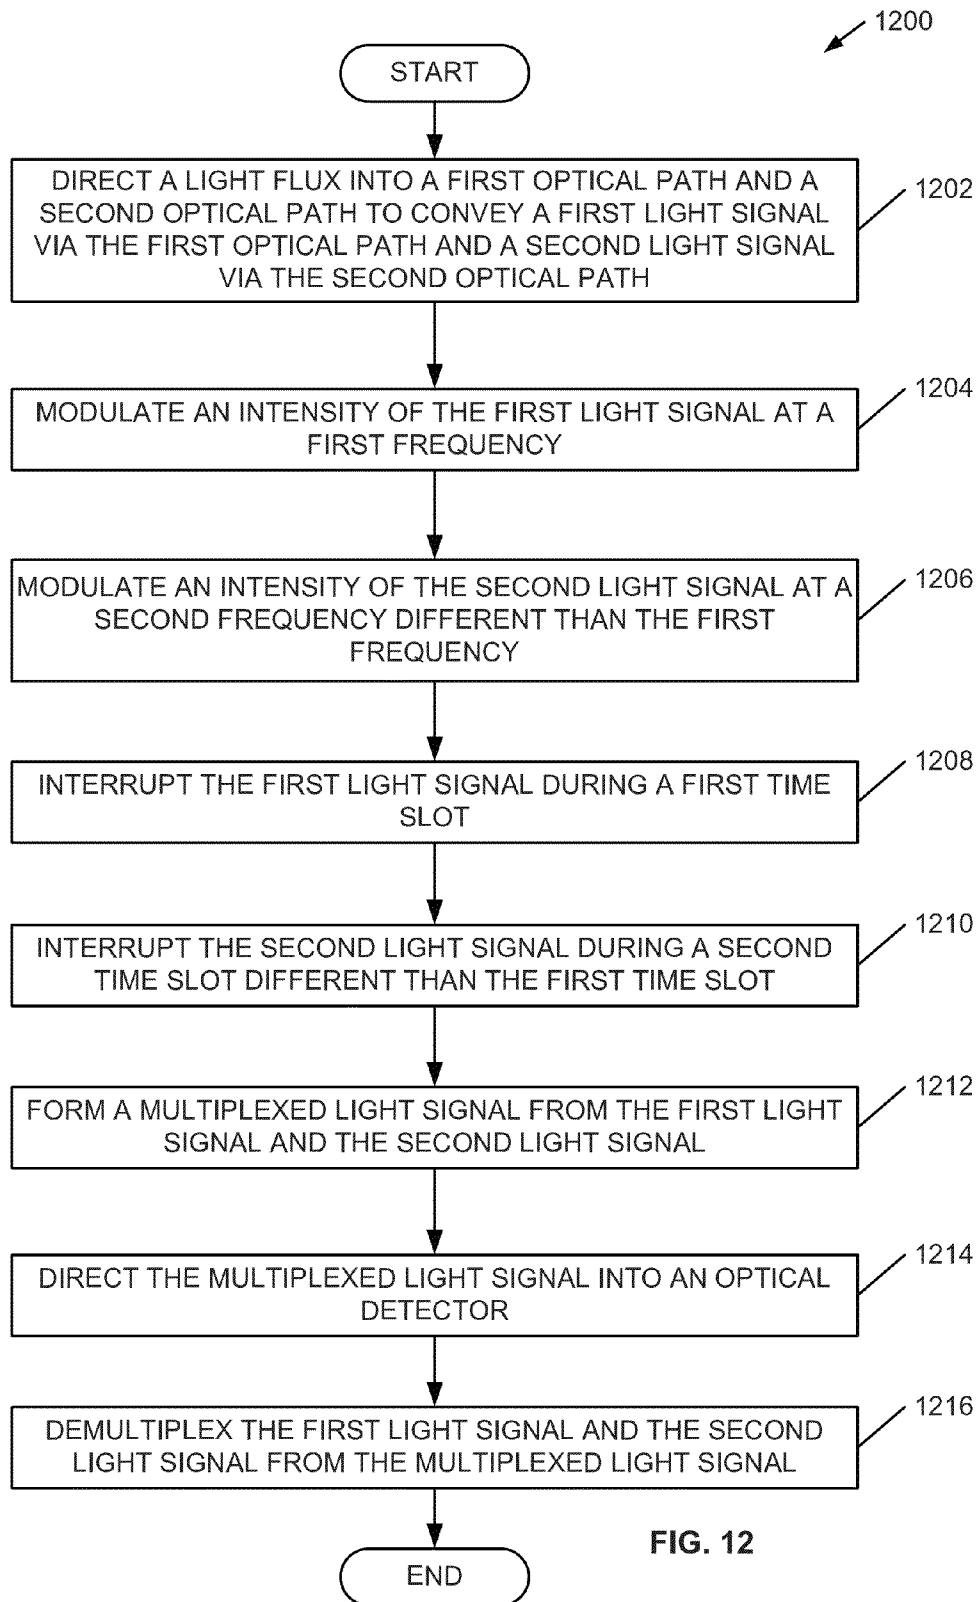 1200
START
DIRECT A LIGHT FLUX INTO A FIRST OPTICAL PATH AND A
SECOND OPTICAL PATH TO CONVEY A FIRST LIGHT SIGNAL
VIA THE FIRST OPTICAL PATH AND A SECOND LIGHT SIGNAL
VIA THE SECOND OPTICAL PATH
1202
MODULATE AN INTENSITY OF THE FIRST LIGHT SIGNAL AT A
FIRST FREQUENCY
1204
MODULATE AN INTENSITY OF THE SECOND LIGHT SIGNAL AT A
SECOND FREQUENCY DIFFERENT THAN THE FIRST
FREQUENCY
1206
INTERRUPT THE FIRST LIGHT SIGNAL DURING A FIRST TIME
SLOT
1208
INTERRUPT THE SECOND LIGHT SIGNAL DURING A SECOND
TIME SLOT DIFFERENT THAN THE FIRST TIME SLOT
1210
FORM A MULTIPLEXED LIGHT SIGNAL FROM THE FIRST LIGHT
SIGNAL AND THE SECOND LIGHT SIGNAL
1212
DIRECT THE MULTIPLEXED LIGHT SIGNAL INTO AN OPTICAL
DETECTOR
1214
DEMULTIPLEX THE FIRST LIGHT SIGNAL AND THE SECOND
LIGHT SIGNAL FROM THE MULTIPLEXED LIGHT SIGNAL
1216
END
FIG. 12